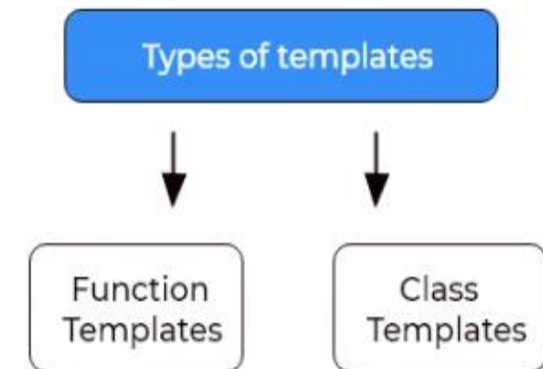 Types of templates
Function
Templates
Class
Templates